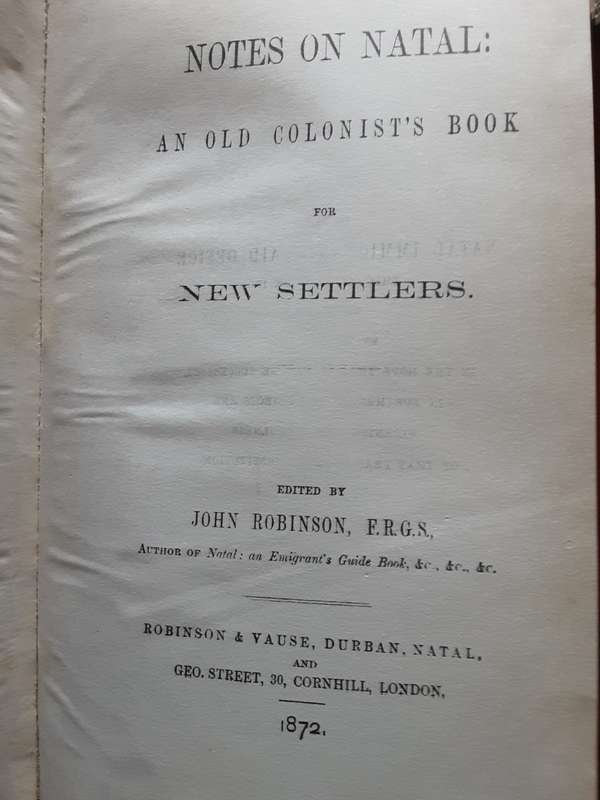 NOTES ON NATAL:
AN OLD COLONIST'S BOOK
FOR
NEW SETTLERS.
EDITED BY
JOHN ROBINSON, F.R.G.S.,
AUTHOR OF Natal: an Emigrant's Guide Book, &c., &c., &c.
ROBINSON & VAUSE, DURBAN, NATAL,
AND
GEO. STREET, 30, CORNHILL, LONDON.
1872.